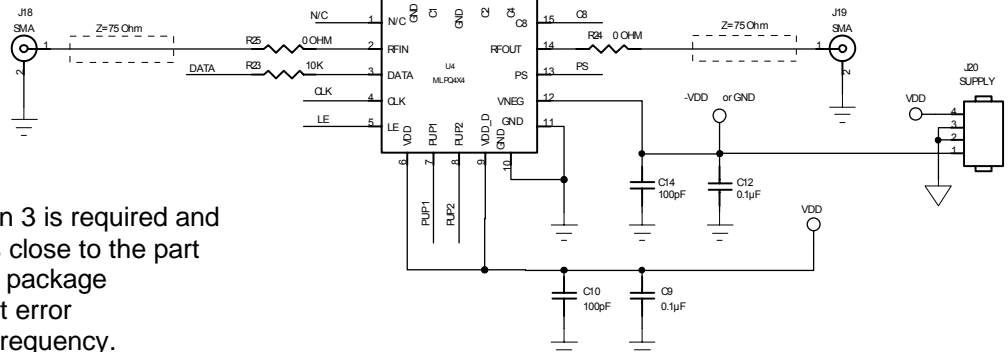 J18
SMA
1
2
Z=75 Ohm
R25
0 OHM
DATA
R23
10K
CLK
LE
N/C
1
2
3
4
5
N/C
RFIN
DATA
CLK
LE
GND
C1
GND
C2
C4
C8
RFOUT
PS
VNEG
GND
U4
MLPQ4X4
VDD
PUP1
PUP2
VDD_D
GND
6
7
8
9
10
15
14
13
12
11
C8
R24
0 OHM
PS
Z=75 Ohm
J19
SMA
1
2
-VDD or GND
J20
SUPPLY
VDD
4
3
2
1
C14
100pF
C12
0.1µF
PUP1
PUP2
VDD
C10
100pF
C9
0.1µF
n 3 is required and
close to the part
package
t error
requency.